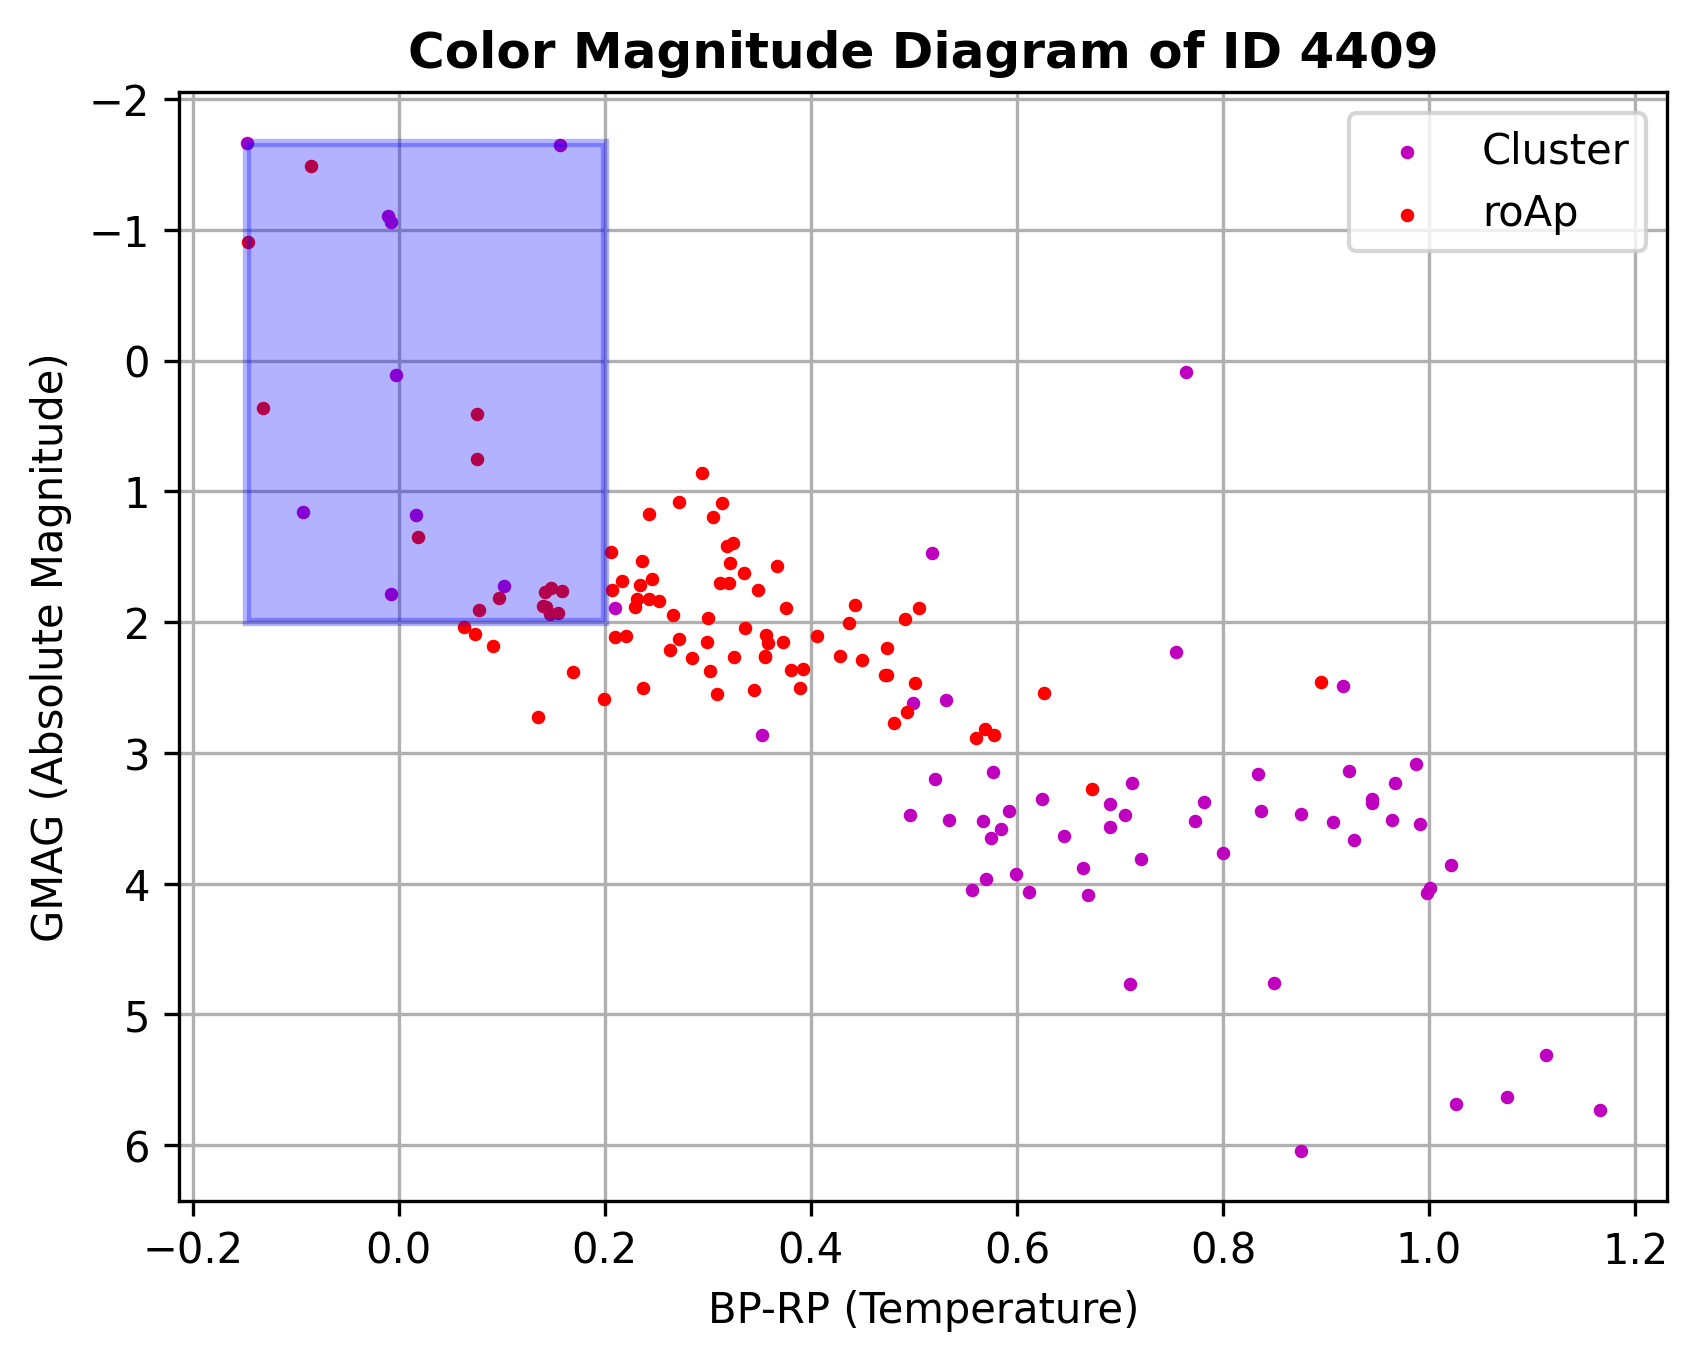 Color Magnitude Diagram of ID 4409
Cluster
roAp
GMAG (Absolute Magnitude)
−2
−1
0
1
2
3
4
5
6
−0.2 0.0 0.2 0.4 0.6 0.8 1.0 1.2
BP-RP (Temperature)